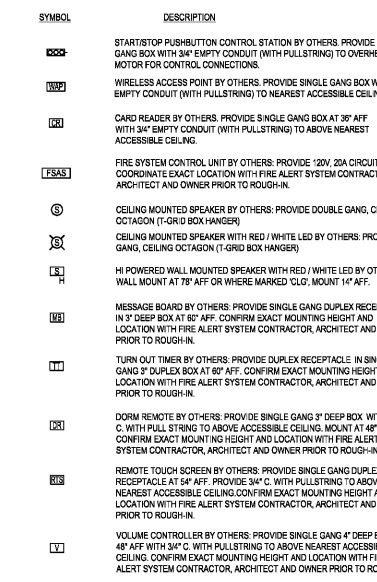 SYMBOL DESCRIPTION
START/STOP PUSHBUTTON CONTROL STATION BY OTHERS. PROVIDE
GANG BOX WITH 3/4" EMPTY CONDUIT (WITH PULLSTRING) TO OVERHE
MOTOR FOR CONTROL CONNECTIONS.
WAP WIRELESS ACCESS POINT BY OTHERS. PROVIDE SINGLE GANG BOX W
EMPTY CONDUIT (WITH PULLSTRING) TO NEAREST ACCESSIBLE CEILIN
CR CARD READER BY OTHERS. PROVIDE SINGLE GANG BOX AT 36" AFF
WITH 3/4" EMPTY CONDUIT (WITH PULLSTRING) TO ABOVE NEAREST
ACCESSIBLE CEILING.
FIRE SYSTEM CONTROL UNIT BY OTHERS: PROVIDE 120V, 20A CIRCUIT
FSAS COORDINATE EXACT LOCATION WITH FIRE ALERT SYSTEM CONTRACT
ARCHITECT AND OWNER PRIOR TO ROUGH-IN.
S CEILING MOUNTED SPEAKER BY OTHERS: PROVIDE DOUBLE GANG, CE
OCTAGON (T-GRID BOX HANGER)
S CEILING MOUNTED SPEAKER WITH RED / WHITE LED BY OTHERS: PRO
GANG, CEILING OCTAGON (T-GRID BOX HANGER)
S HI POWERED WALL MOUNTED SPEAKER WITH RED / WHITE LED BY OT
H WALL MOUNT AT 78" AFF OR WHERE MARKED 'CLG', MOUNT 14" AFF.
MESSAGE BOARD BY OTHERS: PROVIDE SINGLE GANG DUPLEX RECE
MB IN 3" DEEP BOX AT 60" AFF. CONFIRM EXACT MOUNTING HEIGHT AND
LOCATION WITH FIRE ALERT SYSTEM CONTRACTOR, ARCHITECT AND
PRIOR TO ROUGH-IN.
TURN OUT TIMER BY OTHERS: PROVIDE DUPLEX RECEPTACLE IN SIN
TT GANG 3" DUPLEX BOX AT 60" AFF. CONFIRM EXACT MOUNTING HEIGHT
LOCATION WITH FIRE ALERT SYSTEM CONTRACTOR, ARCHITECT AND
PRIOR TO ROUGH-IN.
DORM REMOTE BY OTHERS: PROVIDE SINGLE GANG 3" DEEP BOX WI
DR C. WITH PULL STRING TO ABOVE ACCESSIBLE CEILING. MOUNT AT 48"
CONFIRM EXACT MOUNTING HEIGHT AND LOCATION WITH FIRE ALERT
SYSTEM CONTRACTOR, ARCHITECT AND OWNER PRIOR TO ROUGH-IN
REMOTE TOUCH SCREEN BY OTHERS: PROVIDE SINGLE GANG DUPLE
RTS RECEPTACLE AT 54" AFF. PROVIDE 3/4" C. WITH PULLSTRING TO ABOV
NEAREST ACCESSIBLE CEILING.CONFIRM EXACT MOUNTING HEIGHT A
LOCATION WITH FIRE ALERT SYSTEM CONTRACTOR, ARCHITECT AND
PRIOR TO ROUGH-IN.
VOLUME CONTROLLER BY OTHERS: PROVIDE SINGLE GANG 4" DEEP B
V 48" AFF WITH 3/4" C. WITH PULLSTRING TO ABOVE NEAREST ACCESSI
CEILING. CONFIRM EXACT MOUNTING HEIGHT AND LOCATION WITH FI
ALERT SYSTEM CONTRACTOR, ARCHITECT AND OWNER PRIOR TO RO